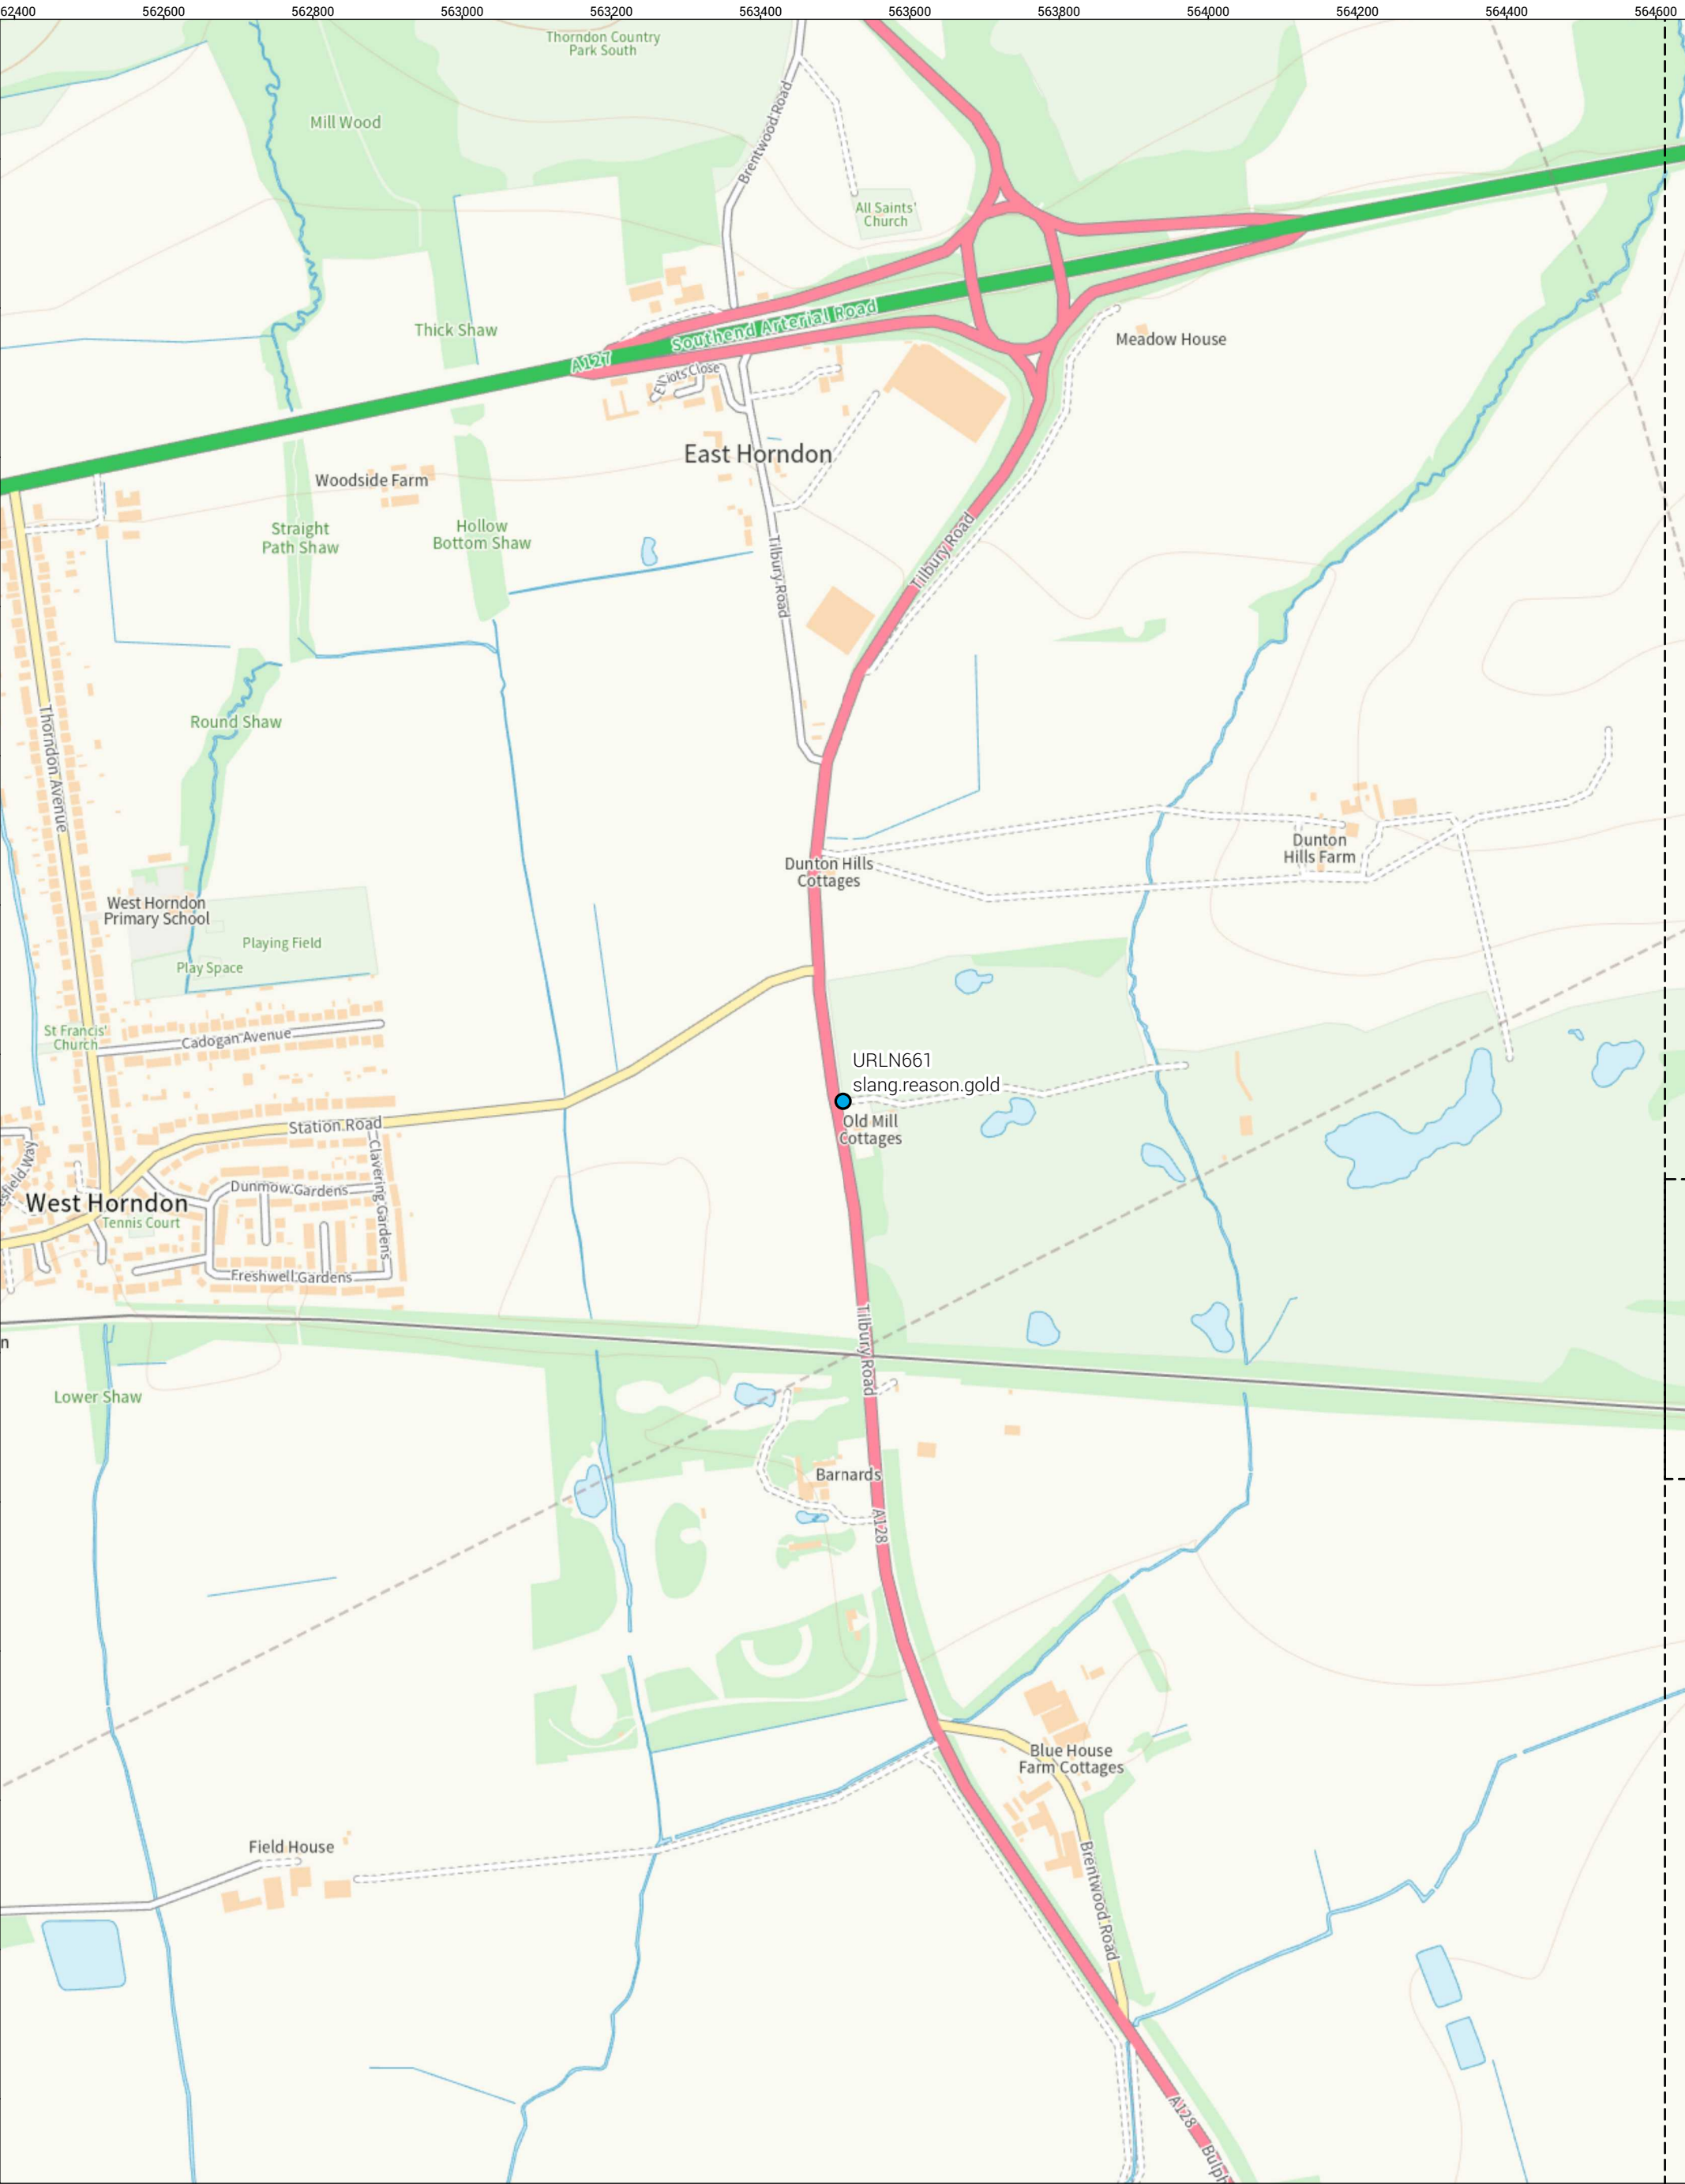 62400 562600 562800 563000 563200 563400 563600 563800 564000 564200 564400 564600
Thorndon Country
Park South
Mill Wood
Brentwood Road
All Saints'
Church
Thick Shaw
Southend Arterial Road
A127
Meadow House
Elliots Close
East Horndon
Woodside Farm
Straight
Path Shaw
Hollow
Bottom Shaw
Tilbury Road
Tilbury Road
Round Shaw
Thorndon Avenue
Dunton Hills
Cottages
Dunton
Hills Farm
West Horndon
Primary School
Playing Field
Play Space
St Francis'
Church
Cadogan Avenue
URLN661
slang.reason.gold
Old Mill
Cottages
Station Road
Clavering Gardens
esfield Way
Dunmow Gardens
West Horndon
Tennis Court
Freshwell Gardens
Tilbury Road
n
Lower Shaw
Barnards
A128
Blue House
Farm Cottages
Field House
Brentwood Road
A128
Bulph